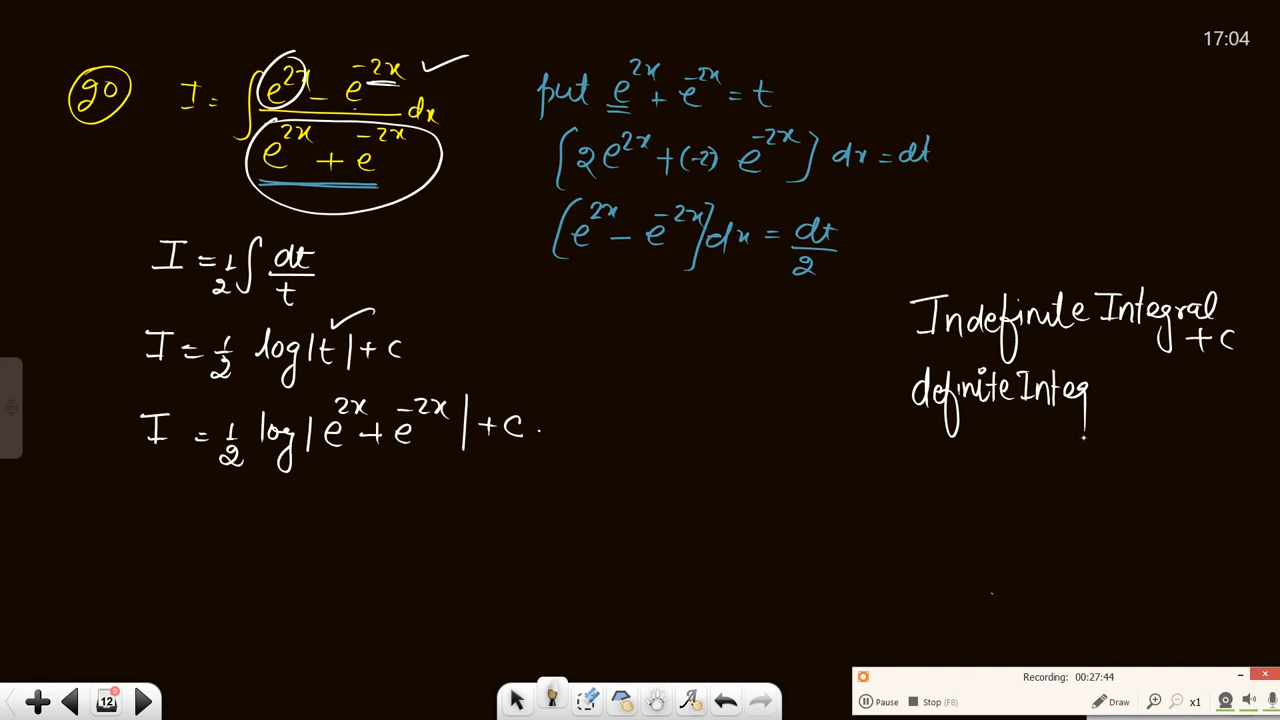 17:04
20 I = ∫ e^{2x} - e^{-2x} / e^{2x} + e^{-2x} dx ✓
put e^{2x} + e^{-2x} = t
[2e^{2x} + (-2) e^{-2x}] dx = dt
[e^{2x} - e^{-2x}] dx = dt/2
I = 1/2 ∫ dt/t
I = 1/2 log|t| + c
I = 1/2 log|e^{2x} + e^{-2x}| + c.
Indefinite Integral
+ c
definite Integ
12
8
Recording: 00:27:44
Pause Stop (F8) Draw x1